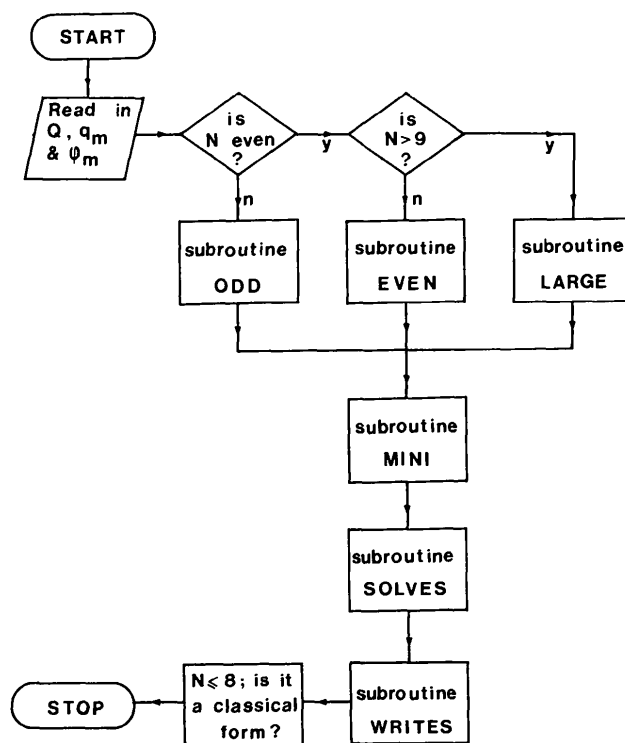 START
Read in
Q, q_m
& φ_m
is
N even
?
y
is
N>9
?
y
n
n
subroutine
ODD
subroutine
EVEN
subroutine
LARGE
subroutine
MINI
subroutine
SOLVES
subroutine
WRITES
N⩽8; is it
a classical
form?
STOP